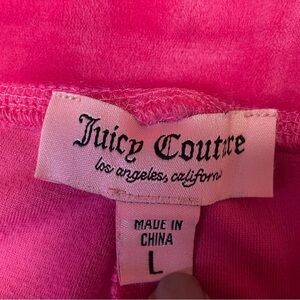 Juicy Couture
los angeles, california
MADE IN
CHINA
L